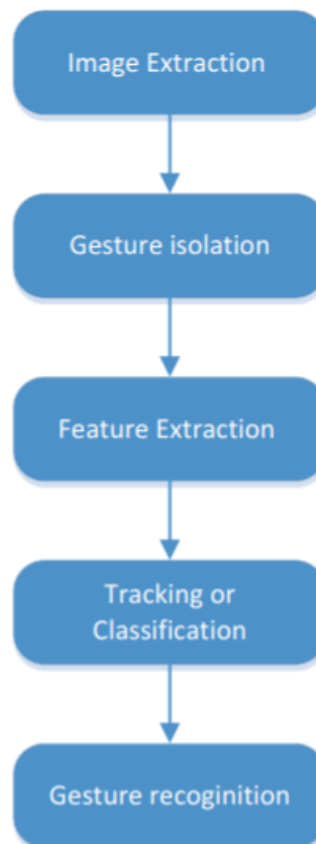 Image Extraction
Gesture isolation
Feature Extraction
Tracking or
Classification
Gesture recoginition